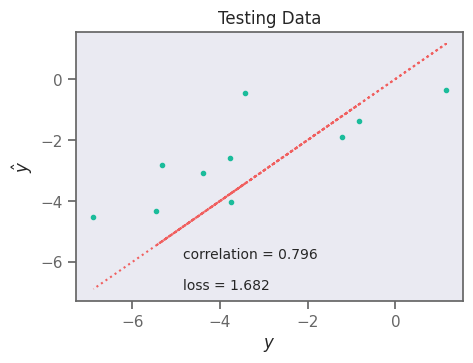 Testing Data
ŷ
0
−2
−4
−6
correlation = 0.796
loss = 1.682
−6
−4
−2
0
y